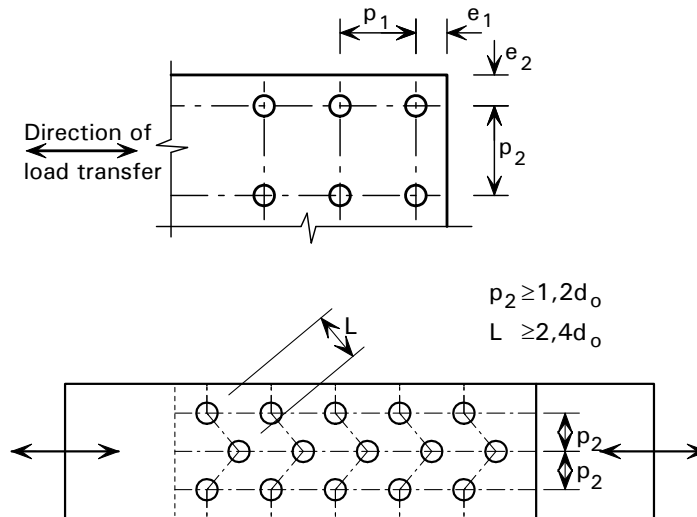 p1
e1
e2
Direction of
load transfer
p2
p2 ≥1,2do
L ≥2,4do
L
p2
p2